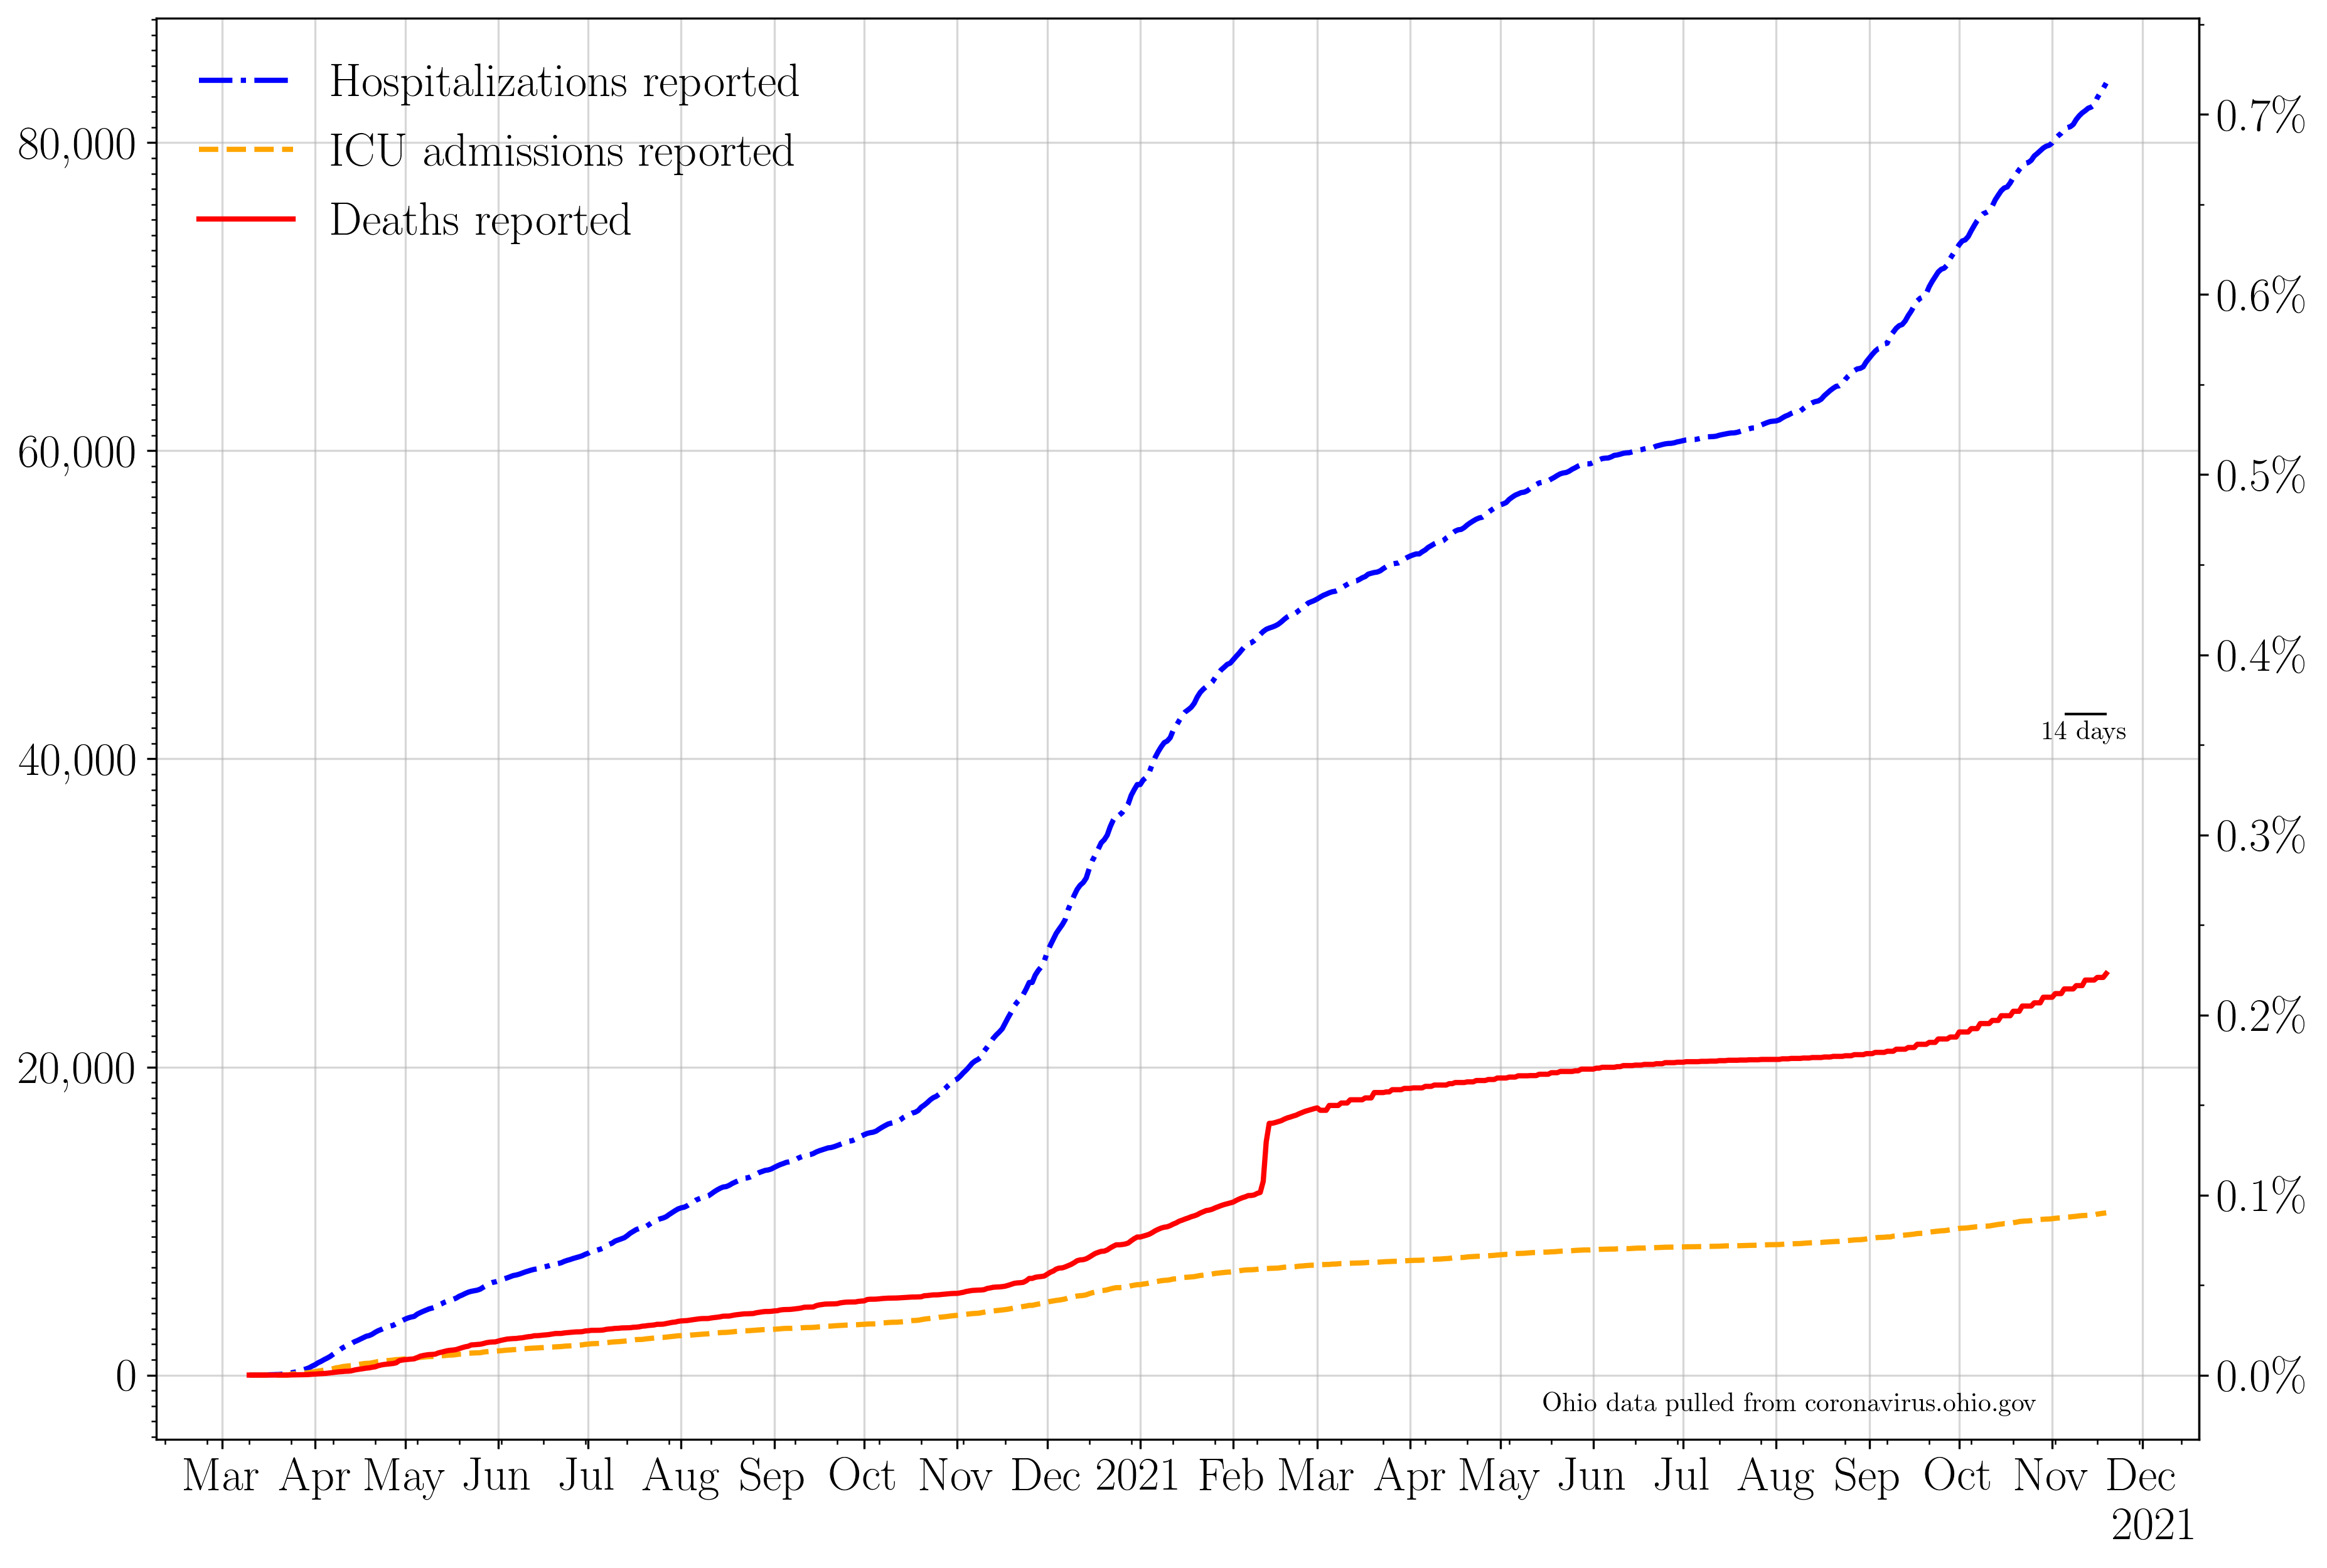 Hospitalizations reported
ICU admissions reported
Deaths reported
80,000
60,000
40,000
20,000
0
0.7%
0.6%
0.5%
0.4%
0.3%
0.2%
0.1%
0.0%
14 days
Ohio data pulled from coronavirus.ohio.gov
Mar Apr May Jun Jul Aug Sep Oct Nov Dec 2021 Feb Mar Apr May Jun Jul Aug Sep Oct Nov Dec
2021